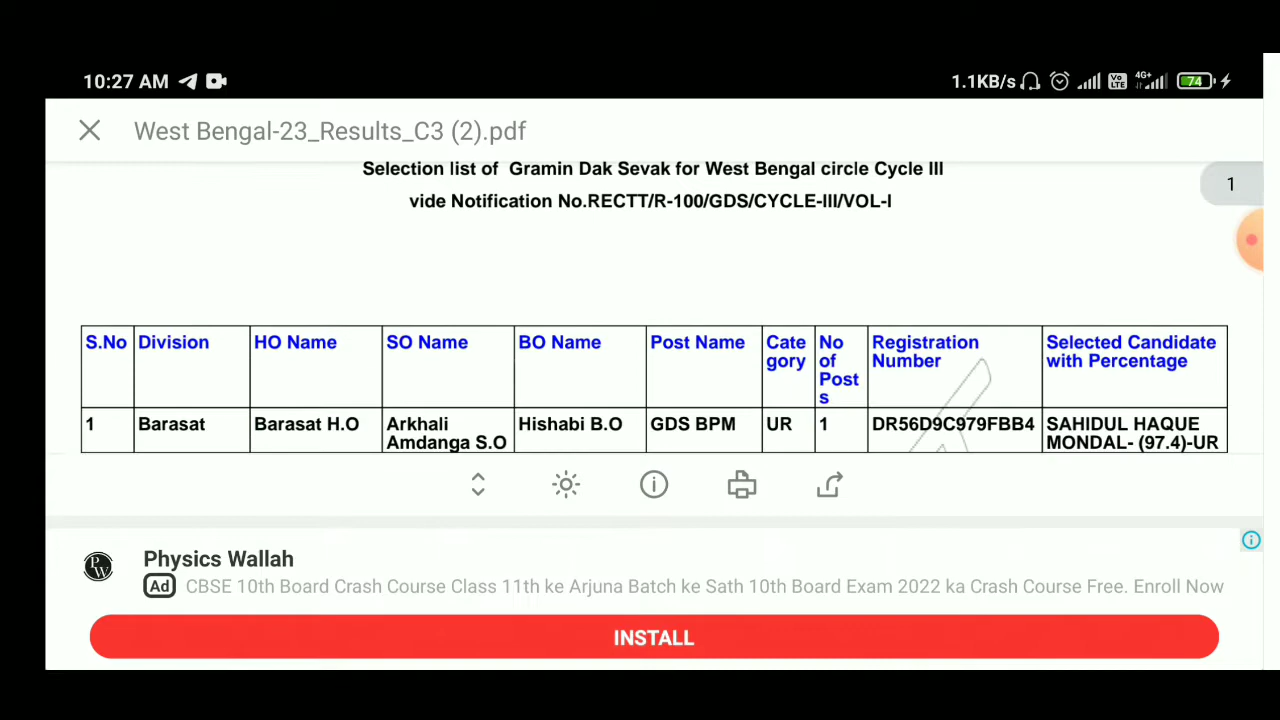 10:27 AM
1.1KB/s
Vo LTE
4G+
74
West Bengal-23_Results_C3 (2).pdf
Selection list of Gramin Dak Sevak for West Bengal circle Cycle III
1
vide Notification No.RECTT/R-100/GDS/CYCLE-III/VOL-I
S.No Division HO Name SO Name BO Name Post Name Cate gory No of Post s Registration Number Selected Candidate with Percentage
1 Barasat Barasat H.O Arkhali Amdanga S.O Hishabi B.O GDS BPM UR 1 DR56D9C979FBB4 SAHIDUL HAQUE MONDAL- (97.4)-UR
PW
Physics Wallah
Ad CBSE 10th Board Crash Course Class 11th ke Arjuna Batch ke Sath 10th Board Exam 2022 ka Crash Course Free. Enroll Now
INSTALL